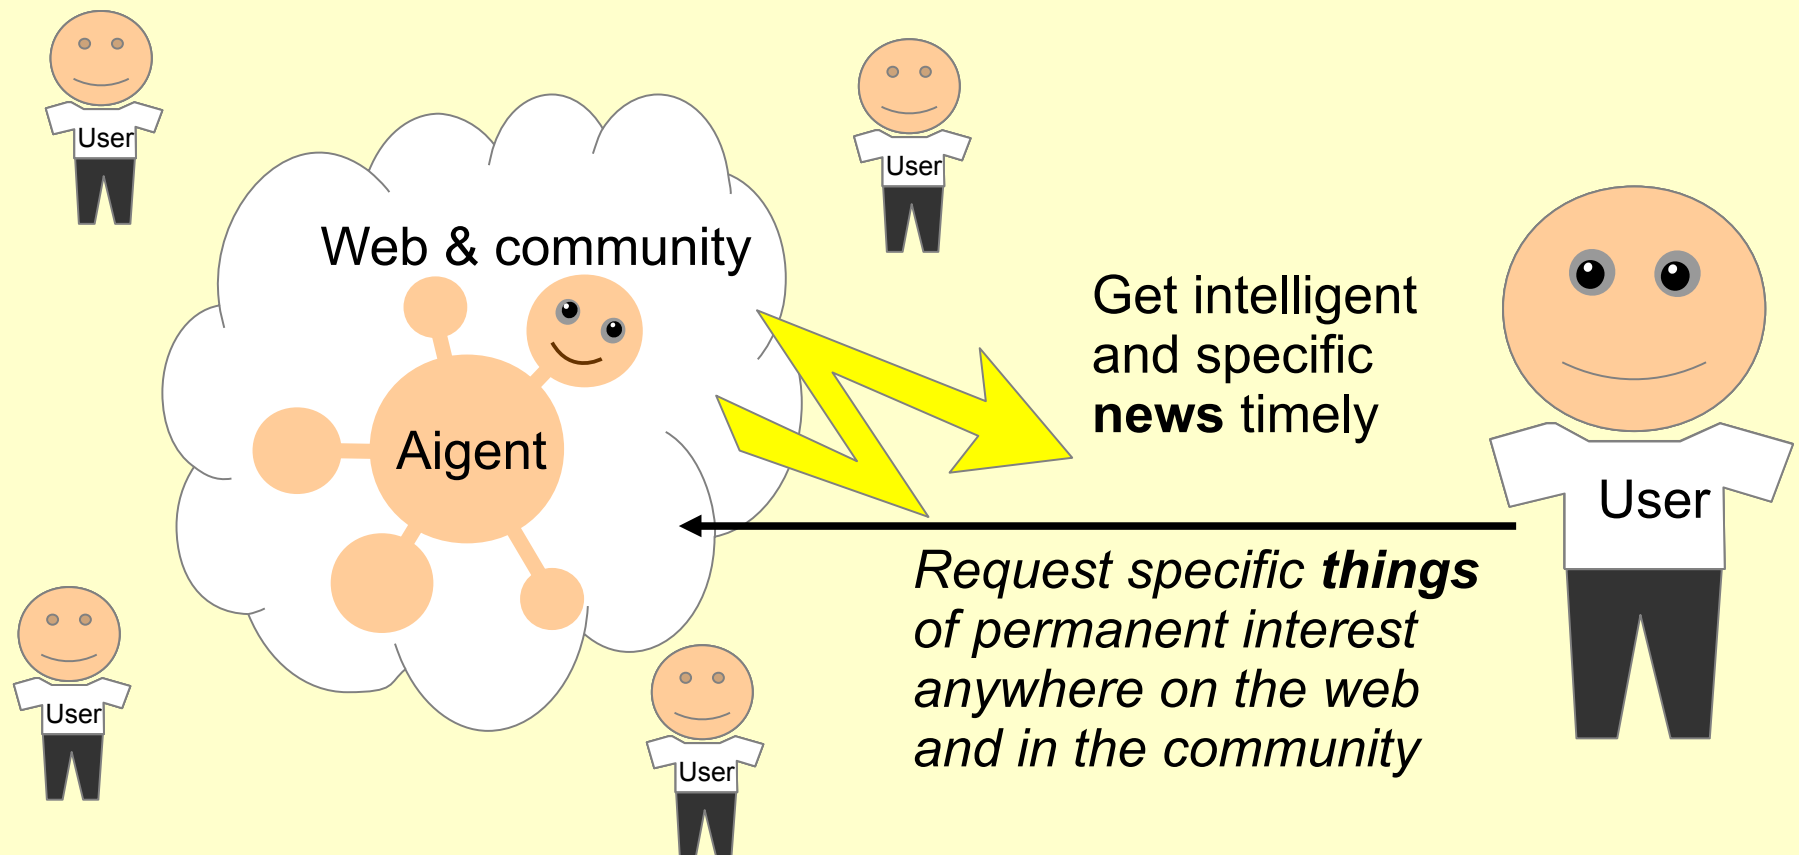 User
User
Web & community
Aigent
Get intelligent
and specific
news timely
User
Request specific things
of permanent interest
anywhere on the web
and in the community
User
User